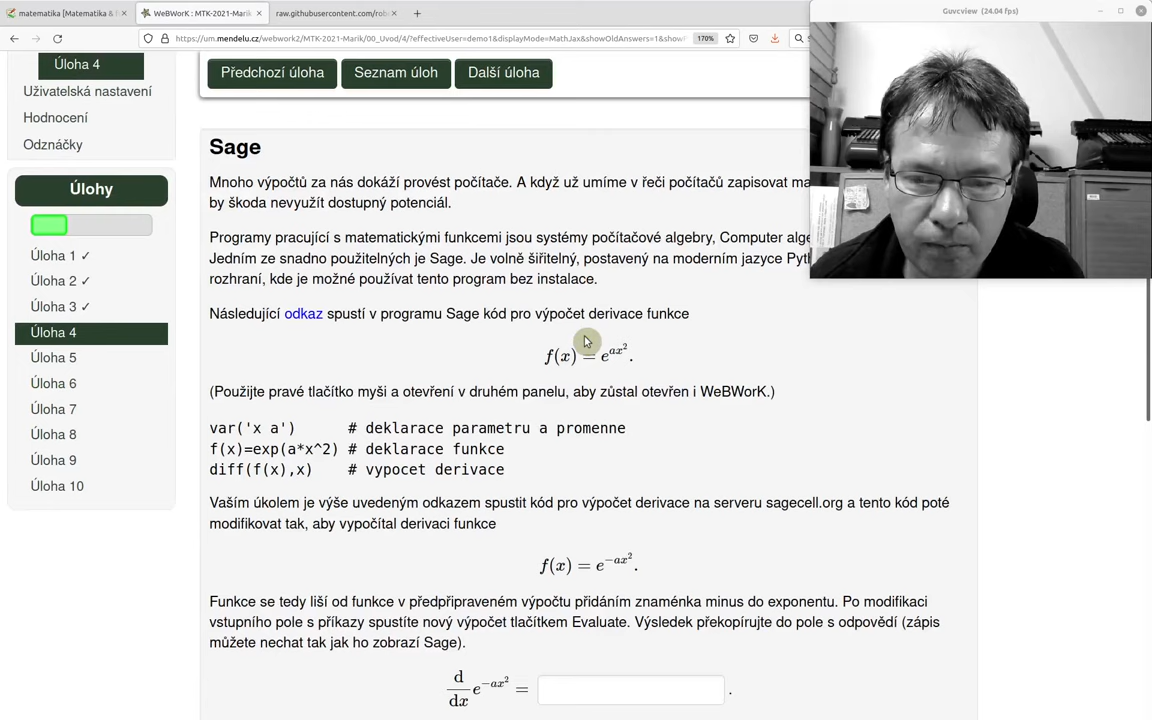 matematika [Matematika & f
WeBWorK : MTK-2021-Marik
raw.githubusercontent.com/rob
Guvcview (24.04 fps)
https://um.mendelu.cz/webwork2/MTK-2021-Marik/00_Uvod/4/?effectiveUser=demo1&displayMode=MathJax&showOldAnswers=1&show
170%
Úloha 4
Uživatelská nastavení
Hodnocení
Odznáčky
Úlohy
Úloha 1 ✓
Úloha 2 ✓
Úloha 3 ✓
Úloha 4
Úloha 5
Úloha 6
Úloha 7
Úloha 8
Úloha 9
Úloha 10
Předchozí úloha
Seznam úloh
Další úloha
Sage
Mnoho výpočtů za nás dokáží provést počítače. A když už umíme v řeči počítačů zapisovat ma
by škoda nevyužít dostupný potenciál.
Programy pracující s matematickými funkcemi jsou systémy počítačové algebry, Computer alge
Jedním ze snadno použitelných je Sage. Je volně šiřitelný, postavený na moderním jazyce Pyth
rozhraní, kde je možné používat tento program bez instalace.
Následující odkaz spustí v programu Sage kód pro výpočet derivace funkce
f(x) = e^{ax^2}.
(Použijte pravé tlačítko myši a otevření v druhém panelu, aby zůstal otevřen i WeBWorK.)
var('x a') # deklarace parametru a promenne
f(x)=exp(a*x^2) # deklarace funkce
diff(f(x),x) # vypocet derivace
Vaším úkolem je výše uvedeným odkazem spustit kód pro výpočet derivace na serveru sagecell.org a tento kód poté
modifikovat tak, aby vypočítal derivaci funkce
f(x) = e^{-ax^2}.
Funkce se tedy liší od funkce v předpřipraveném výpočtu přidáním znaménka minus do exponentu. Po modifikaci
vstupního pole s příkazy spustíte nový výpočet tlačítkem Evaluate. Výsledek překopírujte do pole s odpovědí (zápis
můžete nechat tak jak ho zobrazí Sage).
d/dx e^{-ax^2} = .